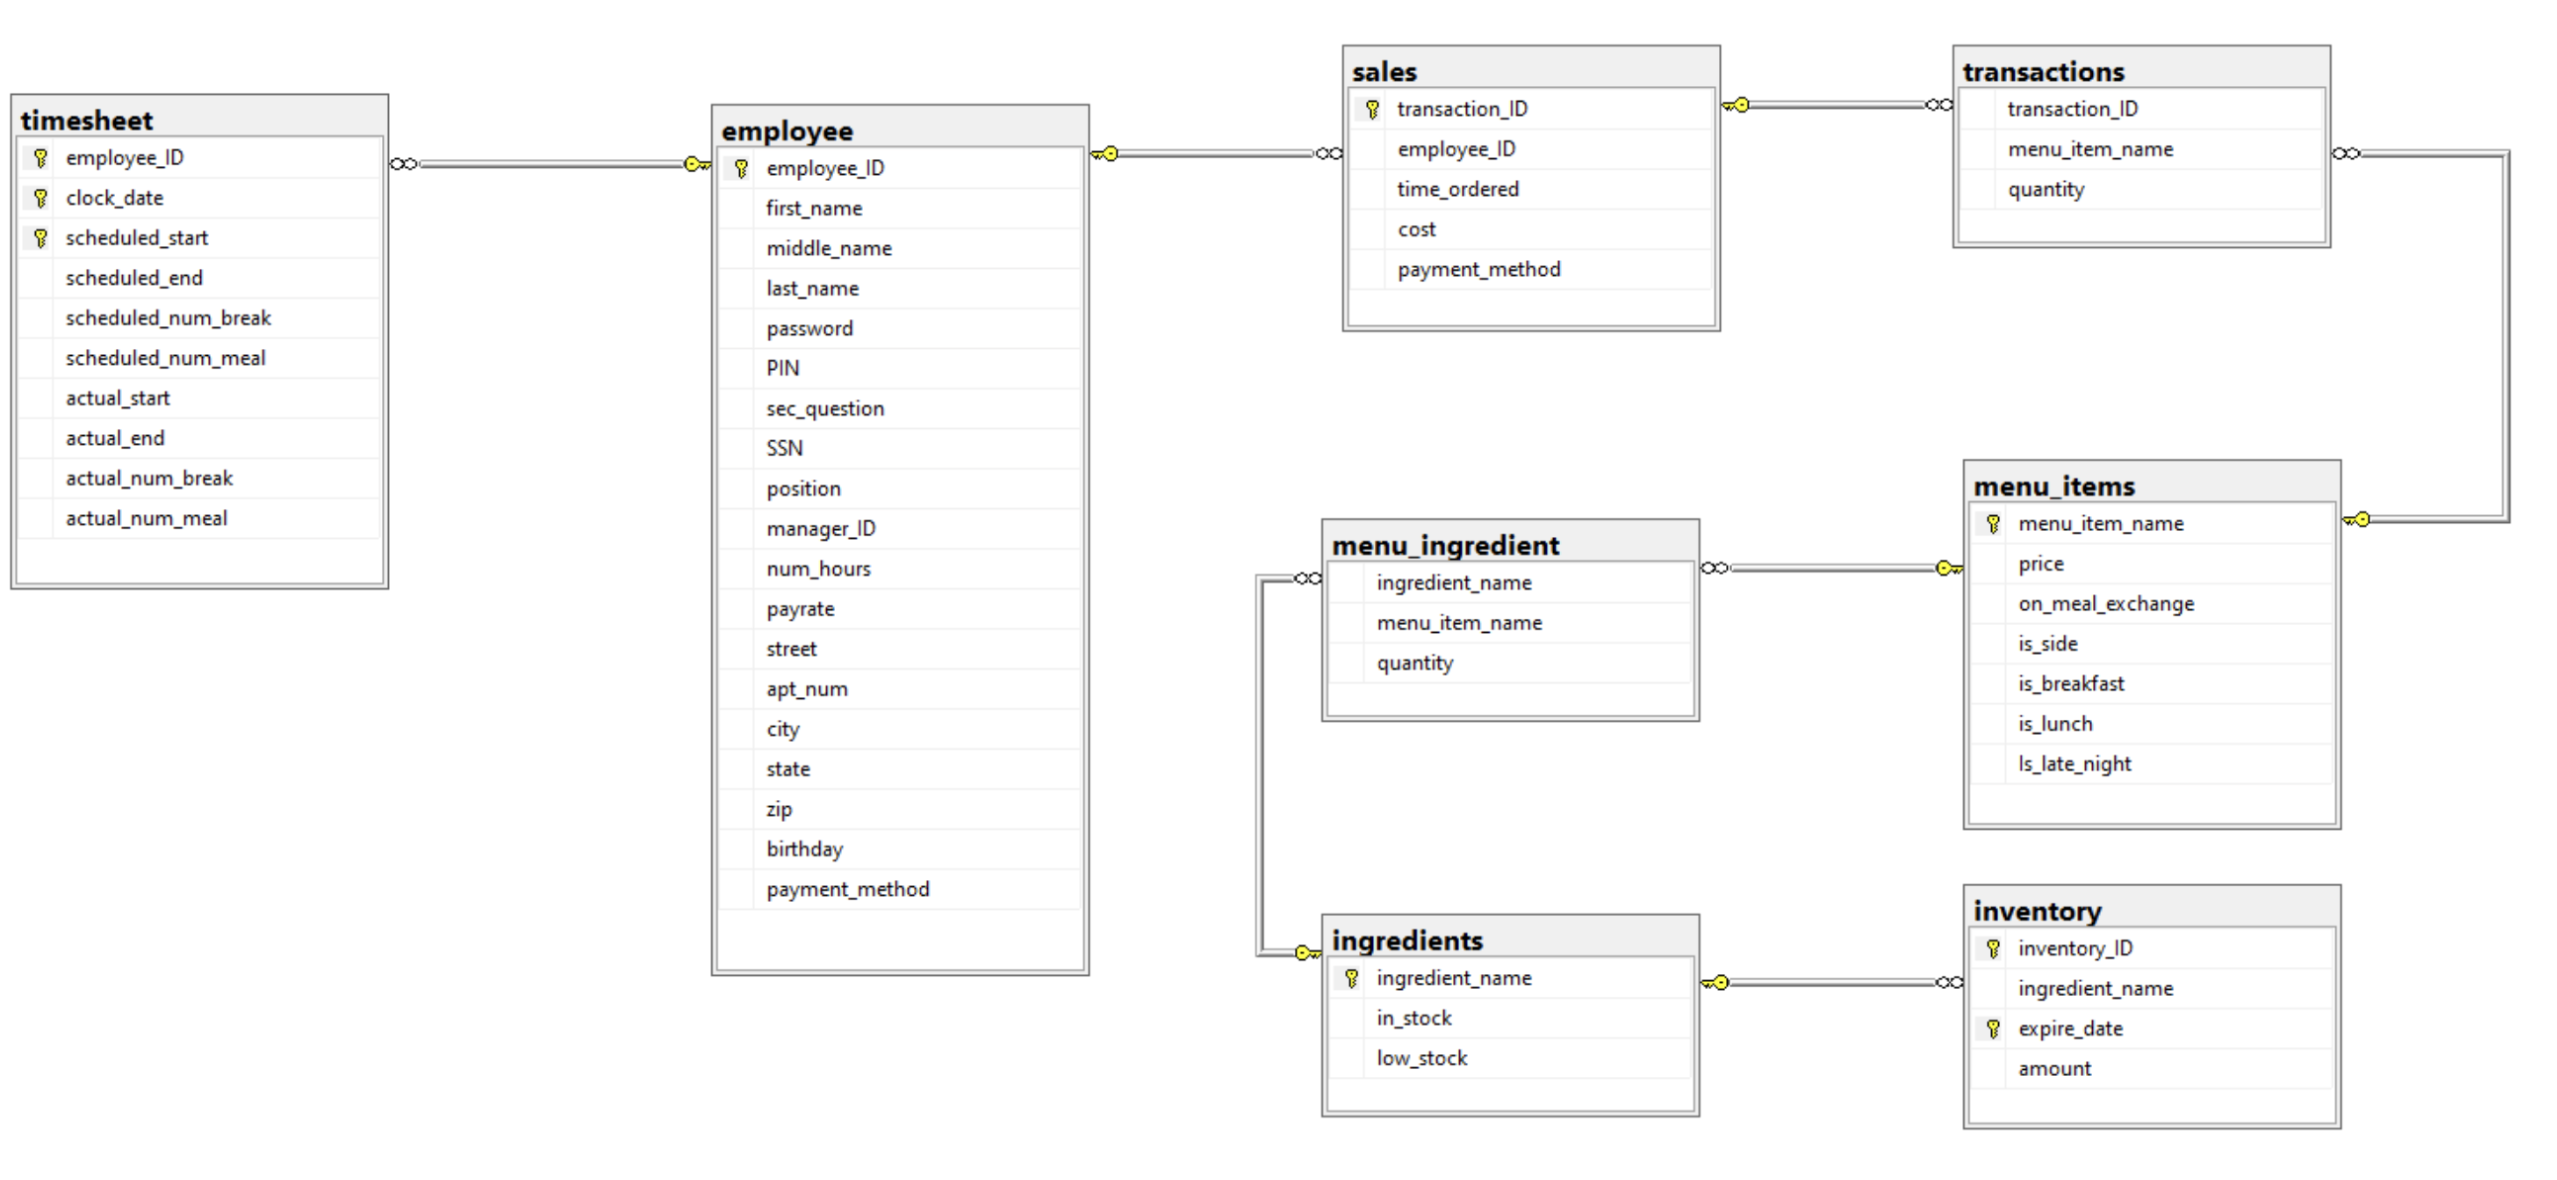 timesheet
employee_ID
clock_date
scheduled_start
scheduled_end
scheduled_num_break
scheduled_num_meal
actual_start
actual_end
actual_num_break
actual_num_meal
employee
employee_ID
first_name
middle_name
last_name
password
PIN
sec_question
SSN
position
manager_ID
num_hours
payrate
street
apt_num
city
state
zip
birthday
payment_method
sales
transaction_ID
employee_ID
time_ordered
cost
payment_method
transactions
transaction_ID
menu_item_name
quantity
menu_ingredient
ingredient_name
menu_item_name
quantity
menu_items
menu_item_name
price
on_meal_exchange
is_side
is_breakfast
is_lunch
Is_late_night
ingredients
ingredient_name
in_stock
low_stock
inventory
inventory_ID
ingredient_name
expire_date
amount